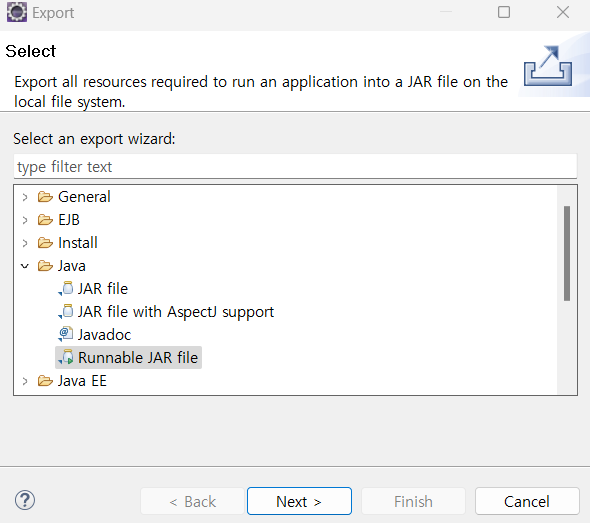 Export
Select
Export all resources required to run an application into a JAR file on the
local file system.
Select an export wizard:
type filter text
General
EJB
Install
Java
JAR file
JAR file with AspectJ support
Javadoc
Runnable JAR file
Java EE
?
< Back
Next >
Finish
Cancel